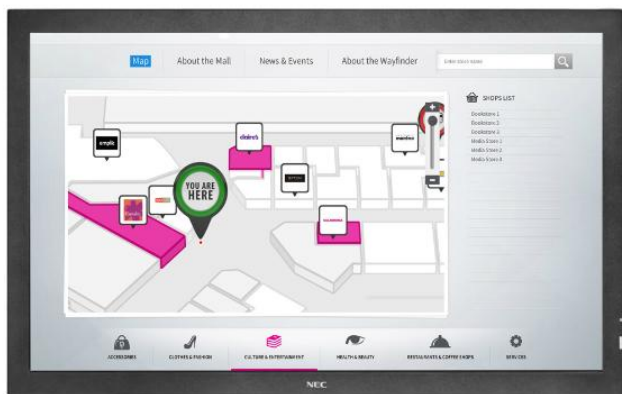 Map
About the Mall
News & Events
About the Wayfinder
Enter store name
SHOPS LIST
Bookstore 1
Bookstore 2
Bookstore 3
Media Store 1
Media Store 2
Media Store 3
claire's
YOU ARE
HERE
ACCESSORIES
CLOTHES & FASHION
CULTURE & ENTERTAINMENT
HEALTH & BEAUTY
RESTAURANTS & COFFEE SHOPS
SERVICES
NEC